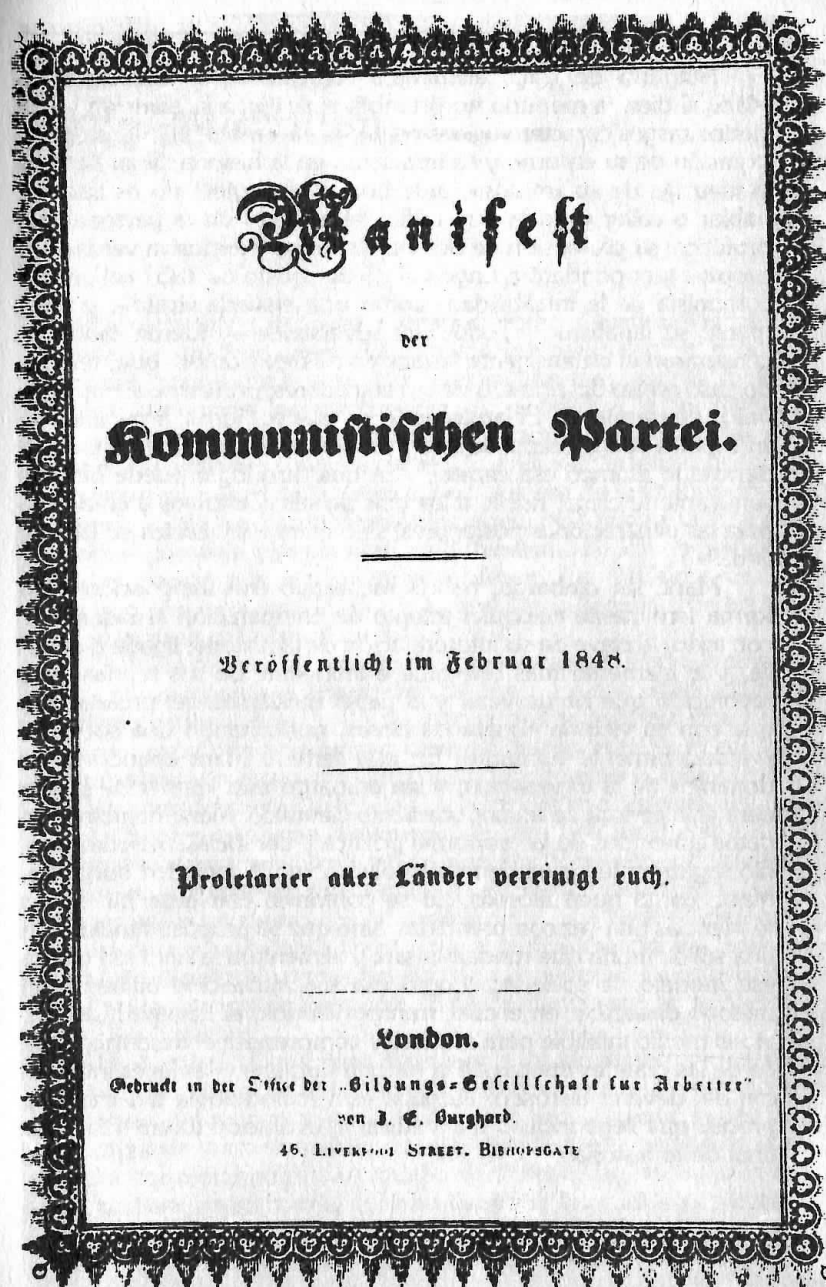 Manifest
der
Kommunistischen Partei.
Veröffentlicht im Februar 1848.
Proletarier aller Länder vereinigt euch.
London.
Gedruckt in der Office der „Bildungs=Gesellschaft für Arbeiter"
von J. E. Burghard.
46, LIVERPOOL STREET, BISHOPSGATE